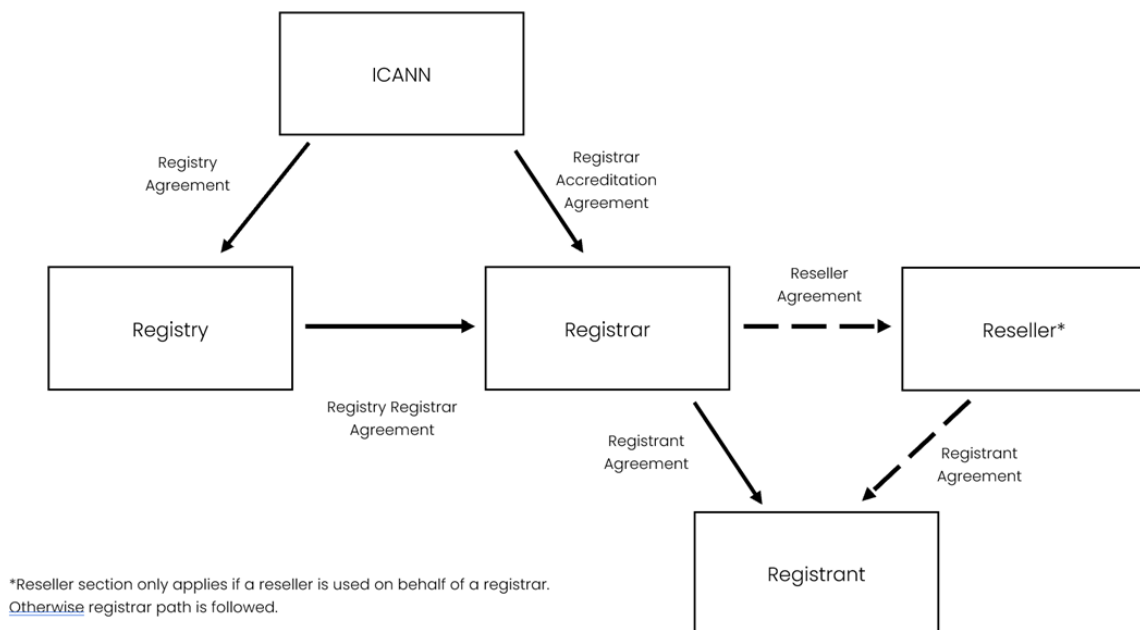 ICANN
Registry
Agreement
Registrar
Accreditation
Agreement
Registry
Registrar
Reseller
Agreement
Reseller*
Registry Registrar
Agreement
Registrant
Agreement
Registrant
Agreement
Registrant
*Reseller section only applies if a reseller is used on behalf of a registrar.
Otherwise registrar path is followed.